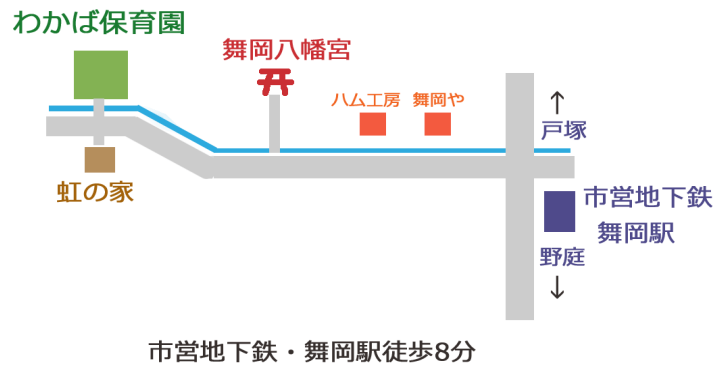 わかば保育園
舞岡八幡宮
ハム工房
舞岡や
↑
戸塚
虹の家
市営地下鉄
舞岡駅
野庭
↓
市営地下鉄・舞岡駅徒歩8分